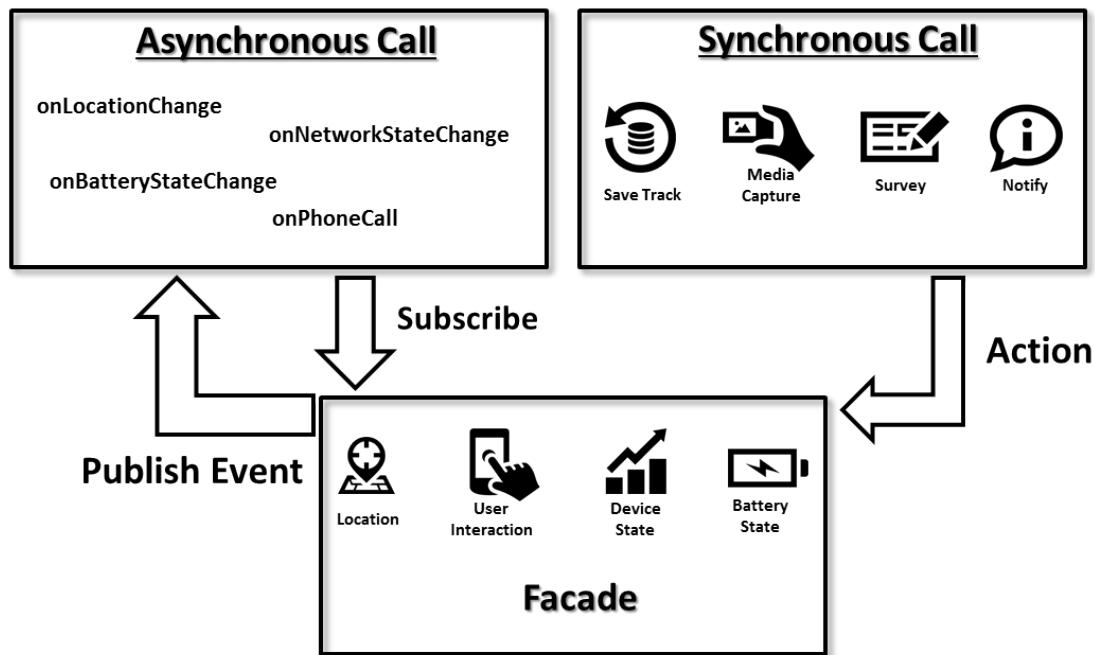 Asynchronous Call
onLocationChange
onNetworkStateChange
onBatteryStateChange
onPhoneCall
Synchronous Call
Save Track
Media
Capture
Survey
Notify
Subscribe
Action
Publish Event
Location
User
Interaction
Device
State
Battery
State
Facade